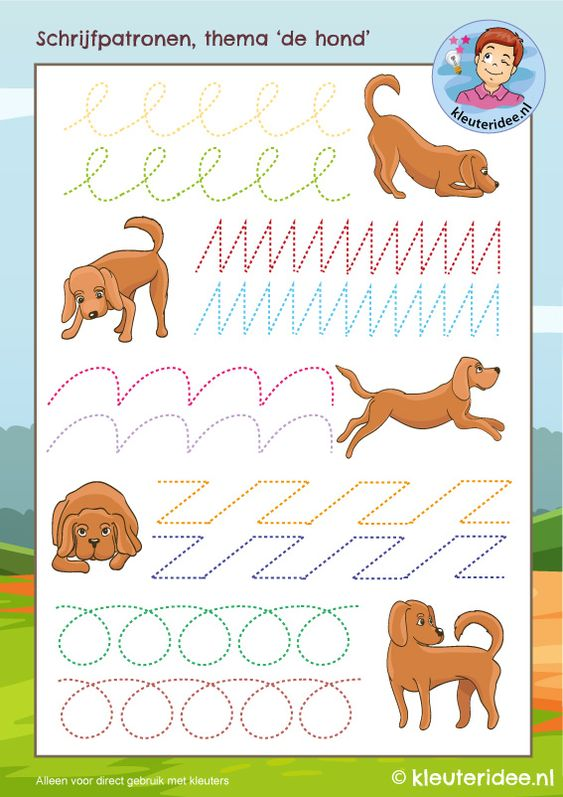 Schrijfpatronen, thema ‘de hond’
kleuteridee.nl
Alleen voor direct gebruik met kleuters
© kleuteridee.nl